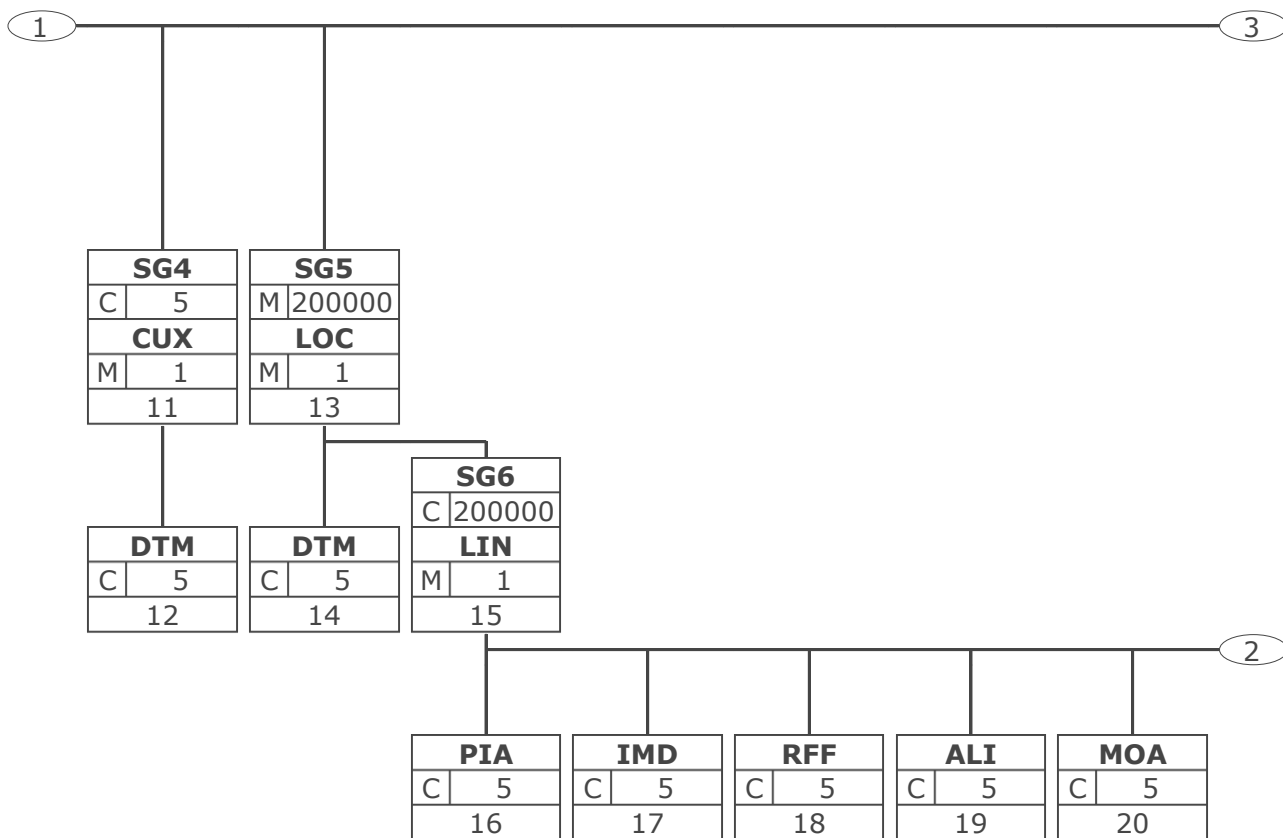 1 3
SG4 SG5
C 5 M 200000
CUX LOC
M 1 M 1
11 13
SG6
C 200000
DTM DTM LIN
C 5 C 5 M 1
12 14 15
2
PIA IMD RFF ALI MOA
C 5 C 5 C 5 C 5 C 5
16 17 18 19 20